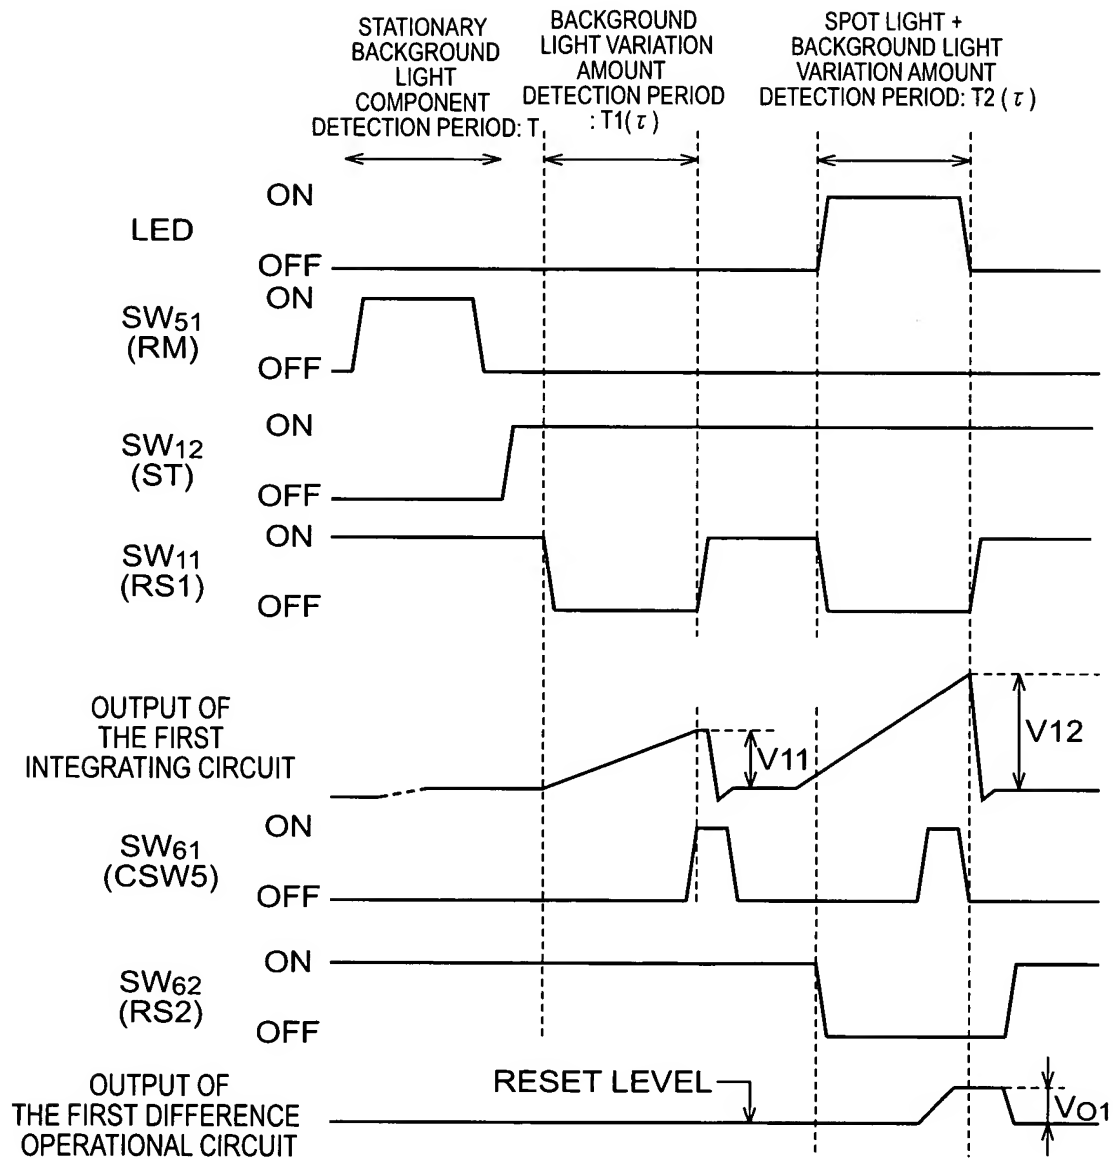 STATIONARY
BACKGROUND
LIGHT
COMPONENT
DETECTION PERIOD: T
BACKGROUND
LIGHT VARIATION
AMOUNT
DETECTION PERIOD
: T1(τ)
SPOT LIGHT +
BACKGROUND LIGHT
VARIATION AMOUNT
DETECTION PERIOD: T2 (τ)
LED
ON
OFF
SW51
(RM)
ON
OFF
SW12
(ST)
ON
OFF
SW11
(RS1)
ON
OFF
OUTPUT OF
THE FIRST
INTEGRATING CIRCUIT
V11
V12
SW61
(CSW5)
ON
OFF
SW62
(RS2)
ON
OFF
OUTPUT OF
THE FIRST DIFFERENCE
OPERATIONAL CIRCUIT
RESET LEVEL
VO1